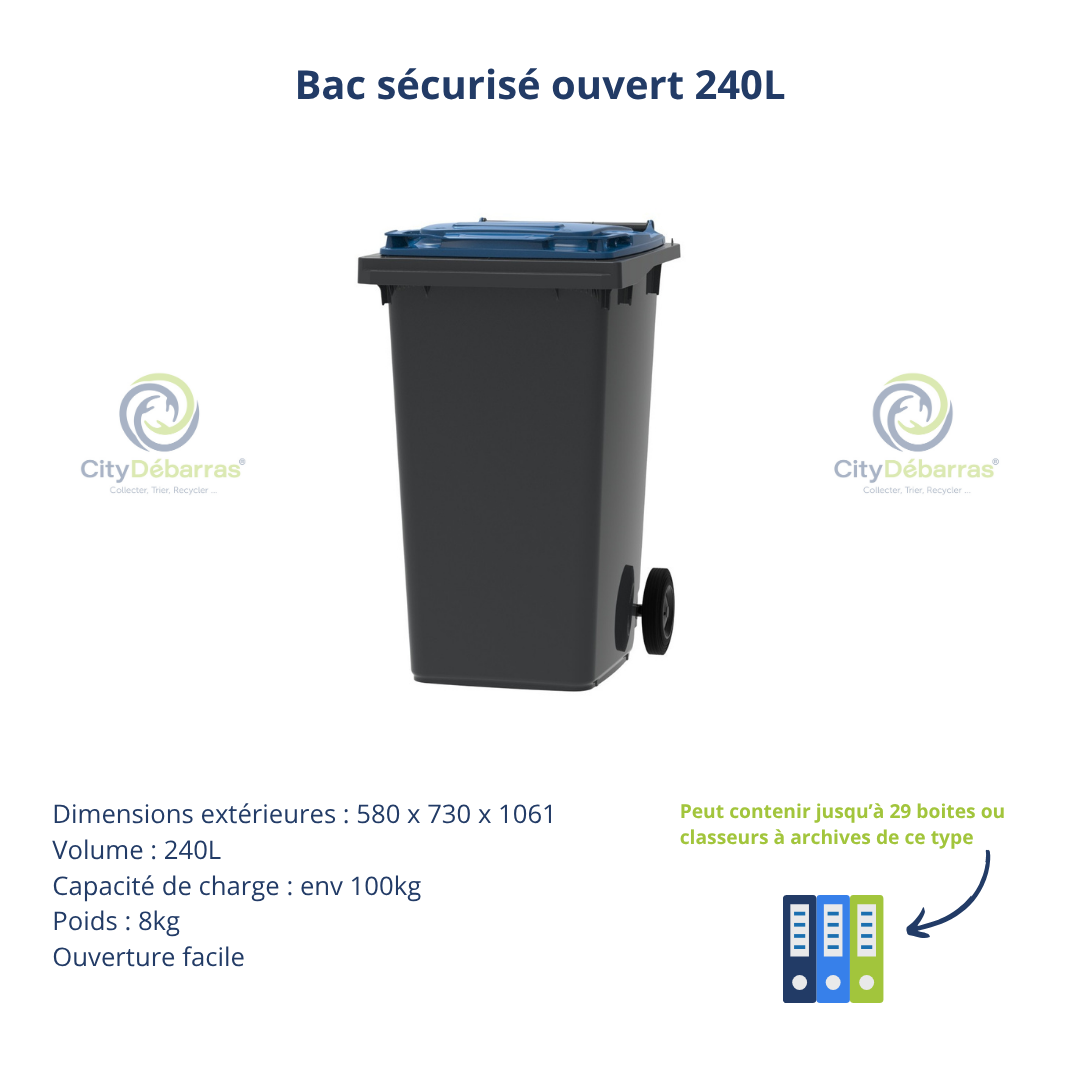 Bac sécurisé ouvert 240L
CityDébarras®
Collecter, Trier, Recycler ...
CityDébarras®
Collecter, Trier, Recycler ...
Dimensions extérieures : 580 x 730 x 1061
Volume : 240L
Capacité de charge : env 100kg
Poids : 8kg
Ouverture facile
Peut contenir jusqu’à 29 boites ou
classeurs à archives de ce type